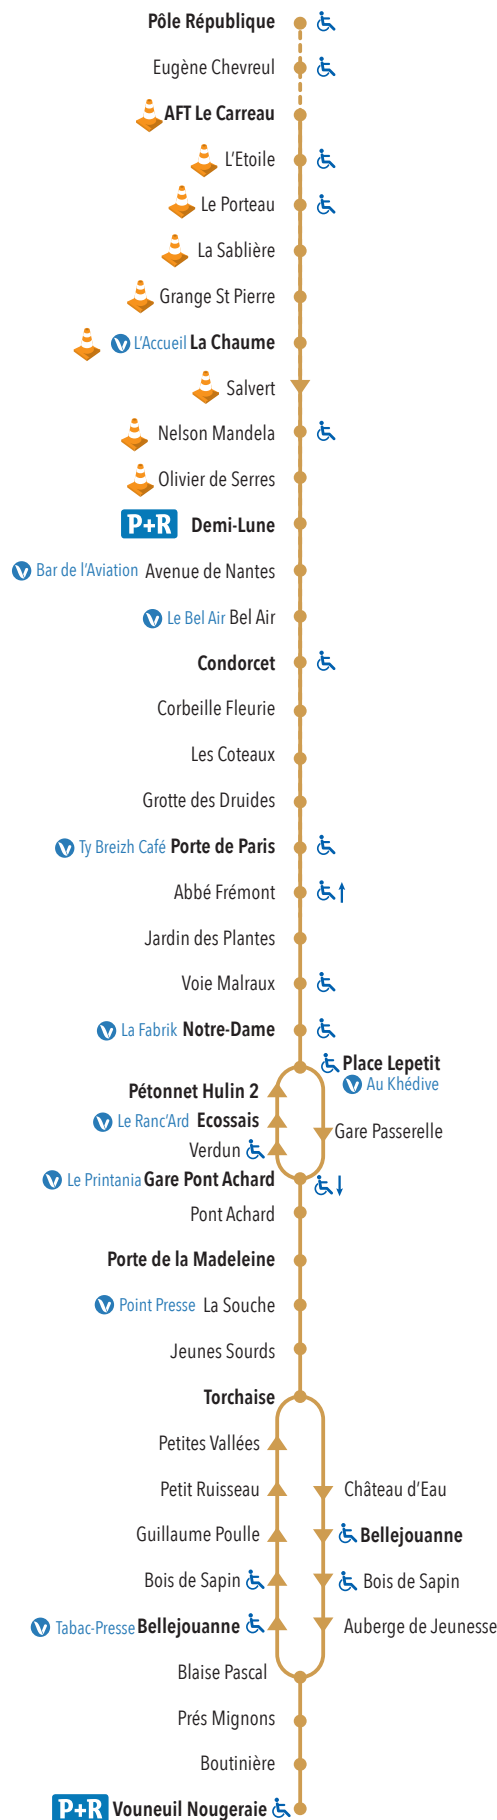 Pôle République
Eugène Chevreul
AFT Le Carreau
L'Etoile
Le Porteau
La Sablière
Grange St Pierre
V L'Accueil La Chaume
Salvert
Nelson Mandela
Olivier de Serres
P+R Demi-Lune
V Bar de l'Aviation Avenue de Nantes
V Le Bel Air Bel Air
Condorcet
Corbeille Fleurie
Les Coteaux
Grotte des Druides
V Ty Breizh Café Porte de Paris
Abbé Frémont
Jardin des Plantes
Voie Malraux
V La Fabrik Notre-Dame
Place Lepetit
V Au Khédive
Pétonnet Hulin 2
V Le Ranc'Ard Ecossais
Gare Passerelle
Verdun
V Le Printania Gare Pont Achard
Pont Achard
Porte de la Madeleine
V Point Presse La Souche
Jeunes Sourds
Torchaise
Petites Vallées
Petit Ruisseau Château d'Eau
Guillaume Poulle Bellejouanne
Bois de Sapin Bois de Sapin
V Tabac-Presse Bellejouanne Auberge de Jeunesse
Blaise Pascal
Prés Mignons
Boutinière
P+R Vouneuil Nougeraie